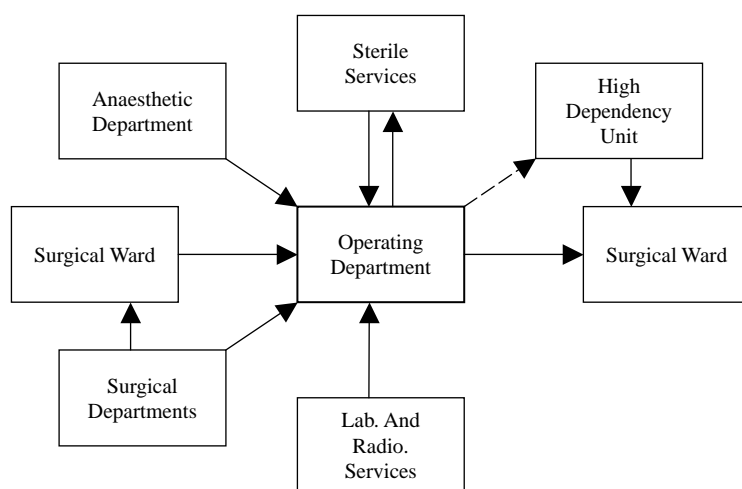 Sterile
Services
Anaesthetic
Department
High
Dependency
Unit
Surgical Ward
Operating
Department
Surgical Ward
Surgical
Departments
Lab. And
Radio.
Services